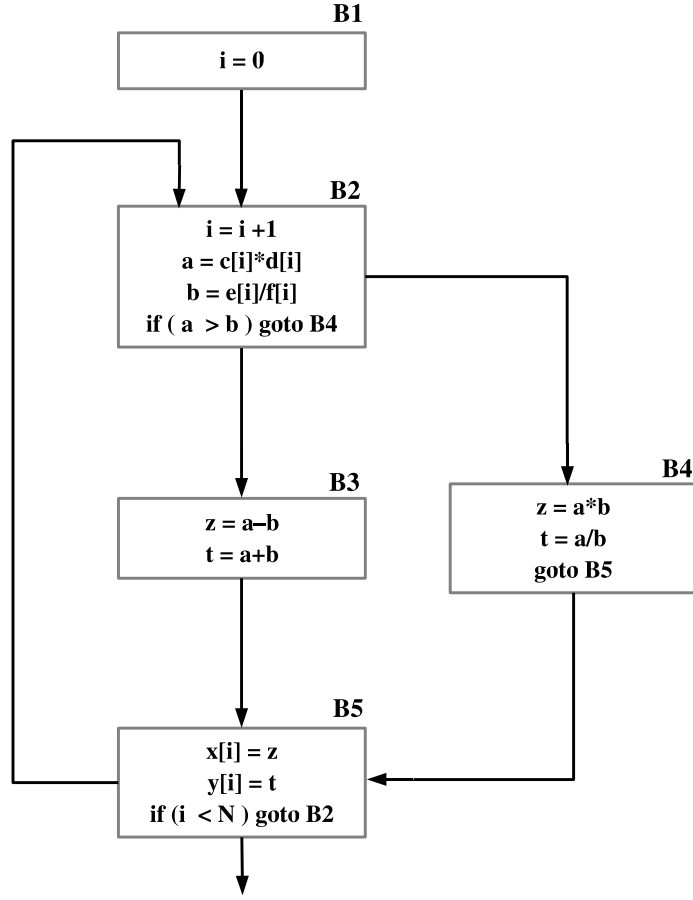 B1
i = 0
B2
i = i +1
a = c[i]*d[i]
b = e[i]/f[i]
if ( a > b ) goto B4
B3
z = a–b
t = a+b
B4
z = a*b
t = a/b
goto B5
B5
x[i] = z
y[i] = t
if (i < N ) goto B2